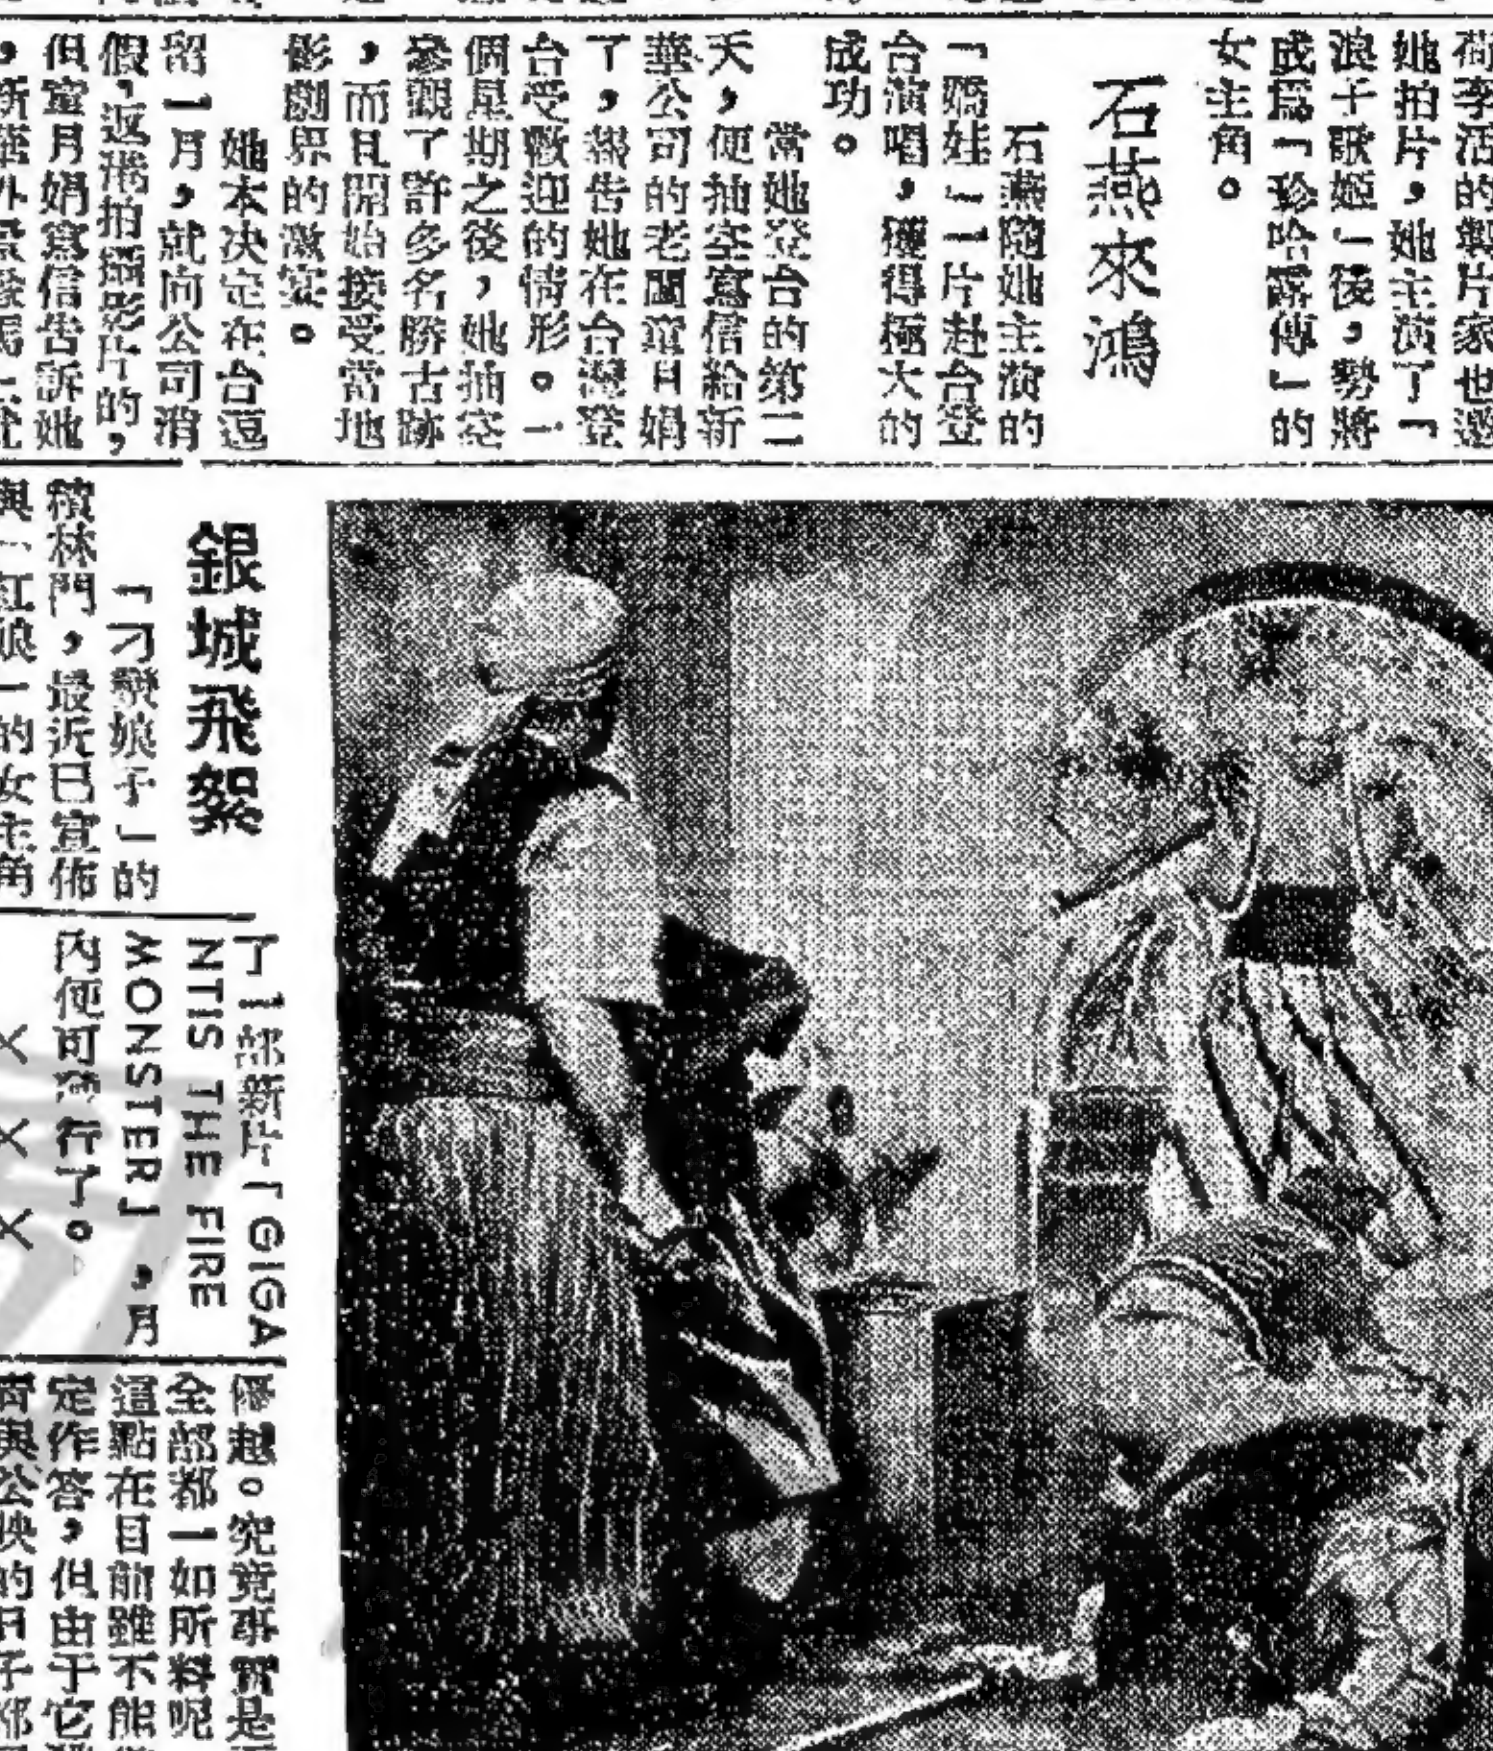 荷李活的製片家也邀
她拍片，她主演了「
浪子歌姬」後，勢將
成爲「珍哈露傳」的
女主角。
石燕來鴻
石燕隨她主演的
「嬌娃」一片赴台登
台演唱，獲得極大的
成功。
當她登台的第二
天，便抽空寫信給新
華公司的老闆童月娟
了，報告她在台灣登
台受歡迎的情形。一
個星期之後，她抽空
參觀了許多名勝古跡
，而且開始接受當地
影劇界的激宴。
她本决定在台逗
留一月，就向公司消
假，返港拍攝影片的，
但童月娟寫信告訴她
，新華外景
銀城飛絮
「刁蠻娘子」的
積林門，最近已宣佈
與「紅娘」的女主角
了一部新片「GIGA
NTIS THE FIRE
MONSTER」，月
內便可 行了。
× × ×
優越。究竟事實是
全部都一如所料呢
這點在目前雖不能
定作答，但由于它
與公映的日子